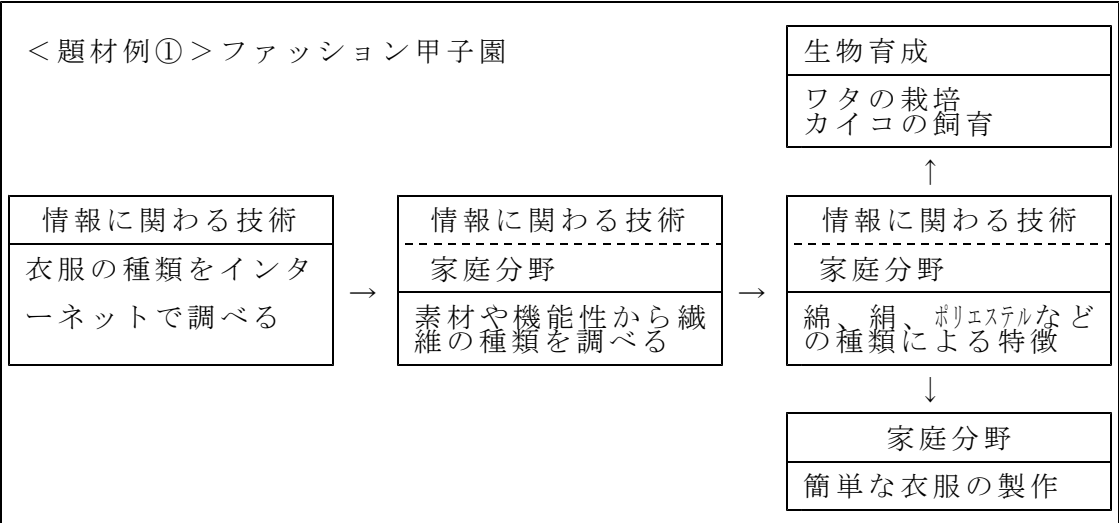 ＜題材例①＞ファッション甲子園
生物育成
ワタの栽培
カイコの飼育
↑
情報に関わる技術
衣服の種類をインタ
ーネットで調べる
→
情報に関わる技術
家庭分野
素材や機能性から繊
維の種類を調べる
→
情報に関わる技術
家庭分野
綿、絹、ﾎﾟﾘｴｽﾃﾙなど
の種類による特徴
↓
家庭分野
簡単な衣服の製作